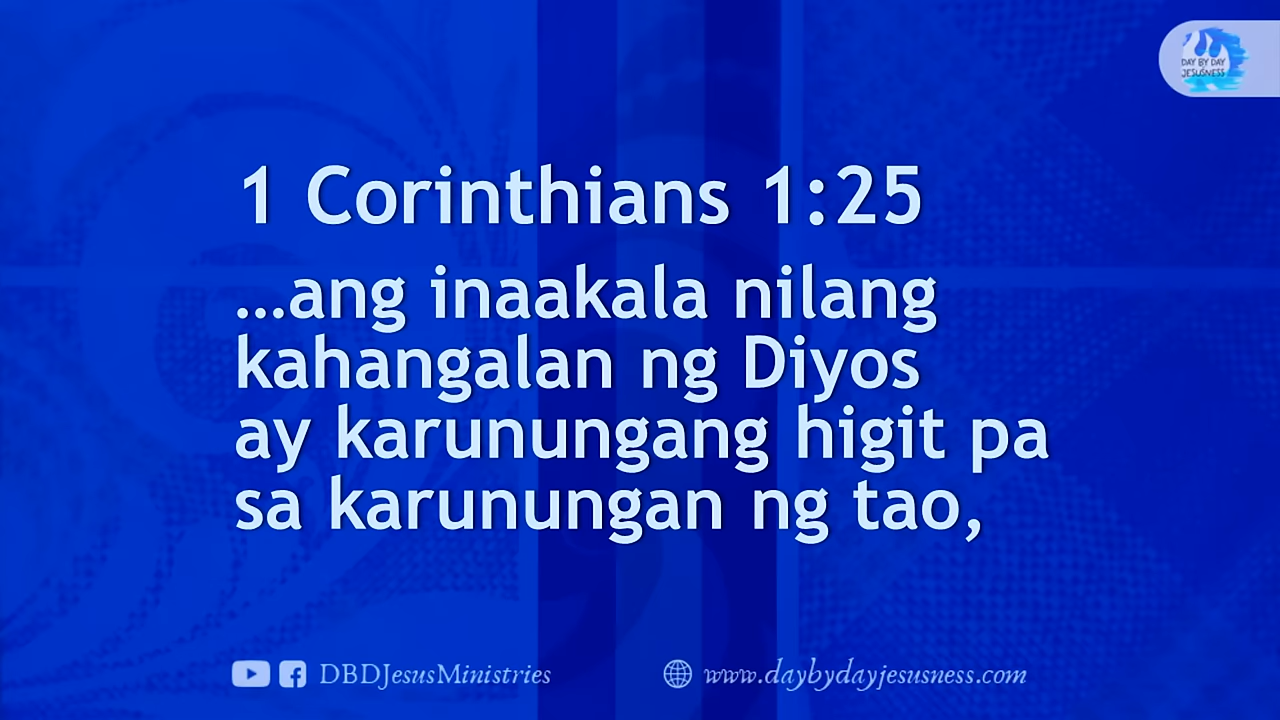 DAY BY DAY
JESUSNESS
1 Corinthians 1:25
...ang inaakala nilang
kahangalan ng Diyos
ay karunungang higit pa
sa karunungan ng tao,
DBDJesusMinistries
www.daybydayjesusness.com